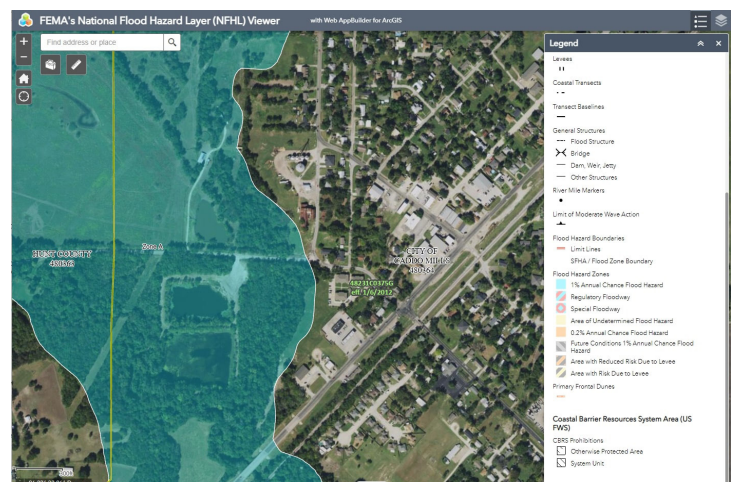 FEMA's National Flood Hazard Layer (NFHL) Viewer
with Web AppBuilder for ArcGIS
Find address or place
Legend
Levees
Coastal Transects
Transect Baselines
General Structures
Flood Structure
Bridge
Dam, Weir, Jetty
Other Structures
River Mile Markers
Limit of Moderate Wave Action
Flood Hazard Boundaries
Limit Lines
SFHA / Flood Zone Boundary
Flood Hazard Zones
1% Annual Chance Flood Hazard
Regulatory Floodway
Special Floodway
Area of Undetermined Flood Hazard
0.2% Annual Chance Flood Hazard
Future Conditions 1% Annual Chance Flood
Hazard
Area with Reduced Risk Due to Levee
Area with Risk Due to Levee
Primary Frontal Dunes
Coastal Barrier Resources System Area (US
FWS)
CBRS Prohibitions
Otherwise Protected Area
System Unit
Zone A
HUNT COUNTY
480363
CITY OF
CADDO MILLS
480364
48231C0375G
eff. 1/6/2012